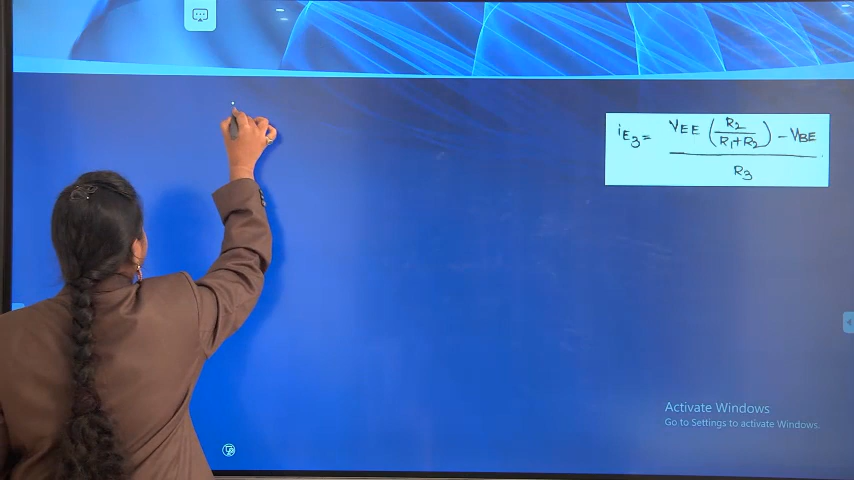 iE3 = (VEE (R2/(R1+R2)) - VBE)/R3
Activate Windows
Go to Settings to activate Windows.